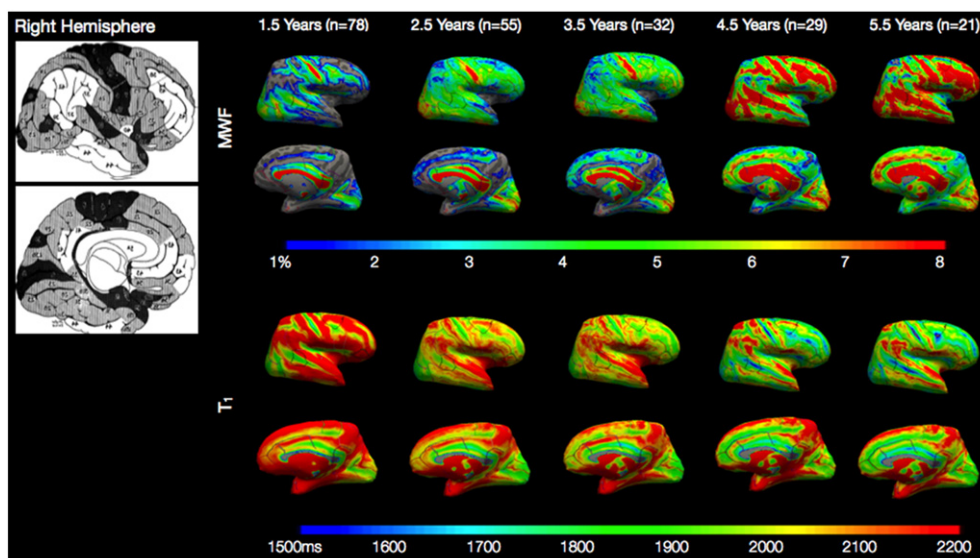 Right Hemisphere
1.5 Years (n=78)
2.5 Years (n=55)
3.5 Years (n=32)
4.5 Years (n=29)
5.5 Years (n=21)
MWF
1%
2
3
4
5
6
7
8
T1
1500ms
1600
1700
1800
1900
2000
2100
2200